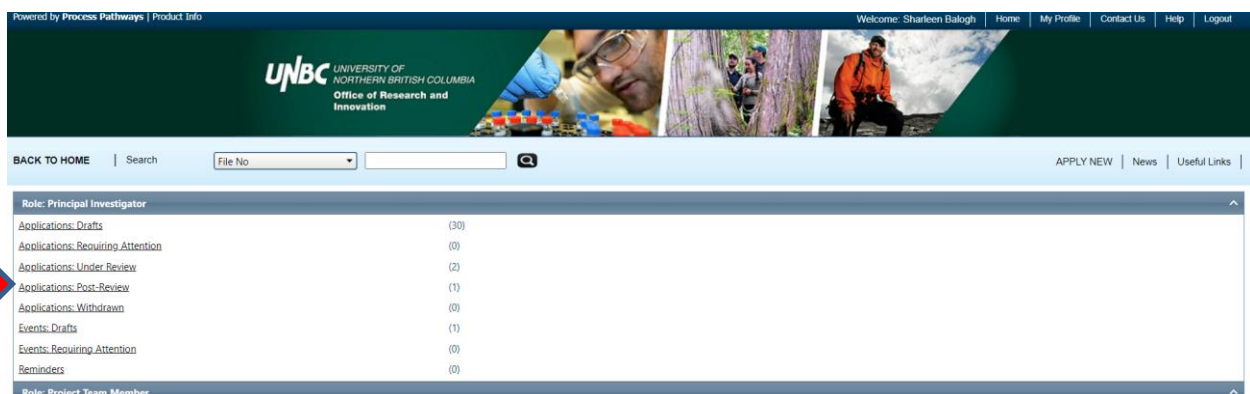 Powered by Process Pathways | Product Info
Welcome: Sharleen Balogh | Home | My Profile | Contact Us | Help | Logout
UNBC
UNIVERSITY OF
NORTHERN BRITISH COLUMBIA
Office of Research and
Innovation
BACK TO HOME | Search File No APPLY NEW | News | Useful Links |
Role: Principal Investigator
Applications: Drafts (30)
Applications: Requiring Attention (0)
Applications: Under Review (2)
Applications: Post-Review (1)
Applications: Withdrawn (0)
Events: Drafts (1)
Events: Requiring Attention (0)
Reminders (0)
Role: Project Team Member